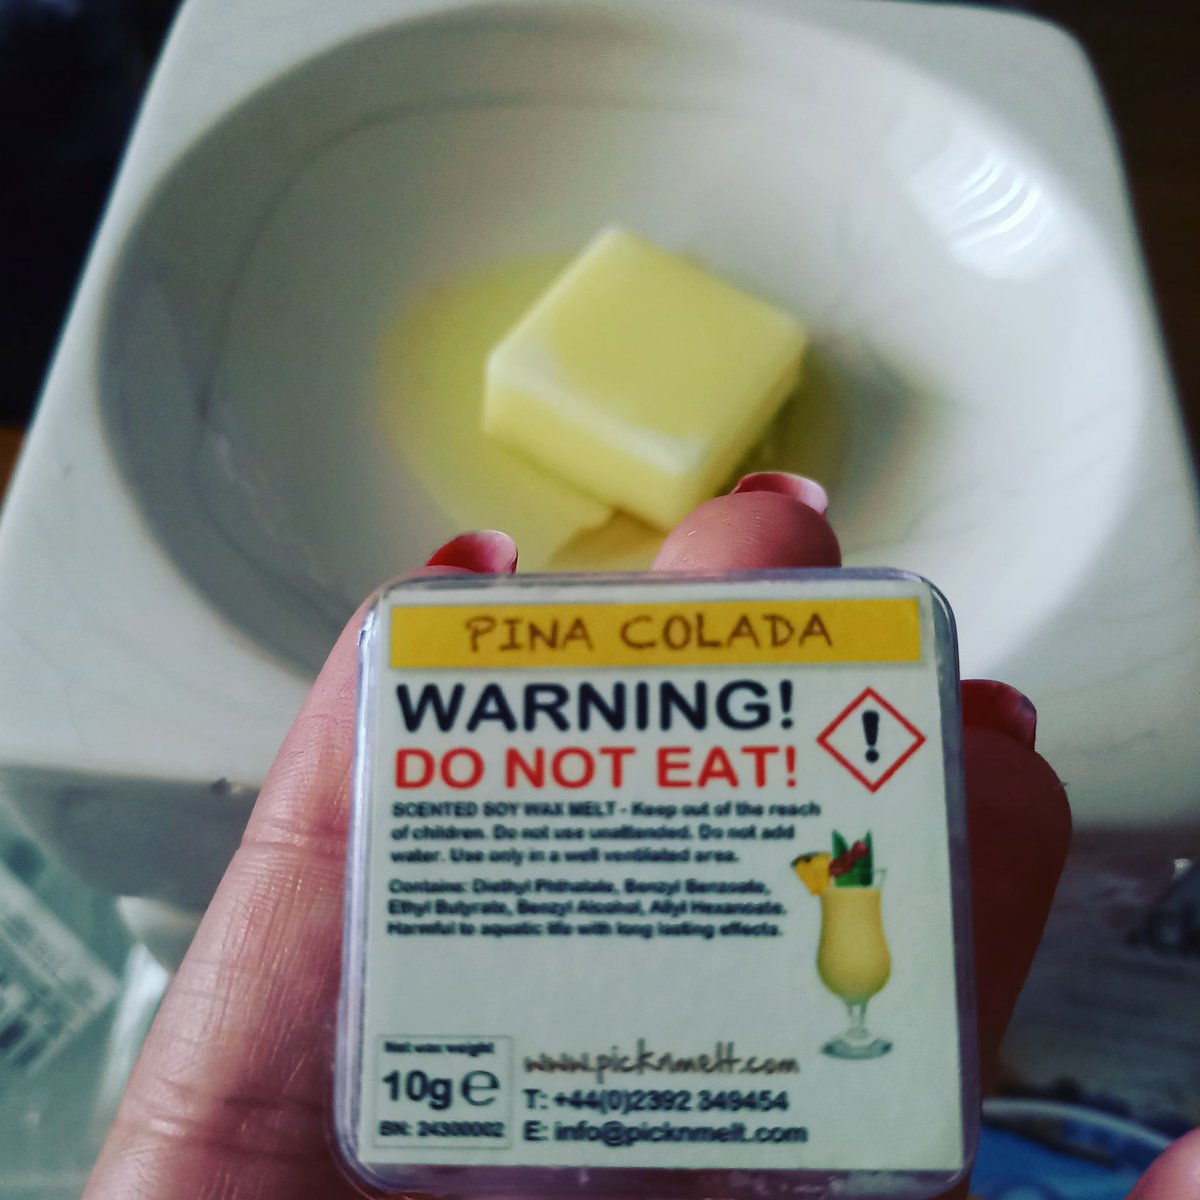 PINA COLADA
WARNING!
DO NOT EAT!
SCENTED SOY WAX MELT - Keep out of the reach
of children. Do not use unattended. Do not add
water. Use only in a well ventilated area.
Contains: Diethyl Phthalate, Benzyl Benzoate,
Ethyl Butyrate, Benzyl Alcohol, Allyl Hexanoate.
Harmful to aquatic life with long lasting effects.
Net wax weight
10g ℮
BN: 24300002
www.picknmelt.com
T: +44(0)2392 349454
E: info@picknmelt.com